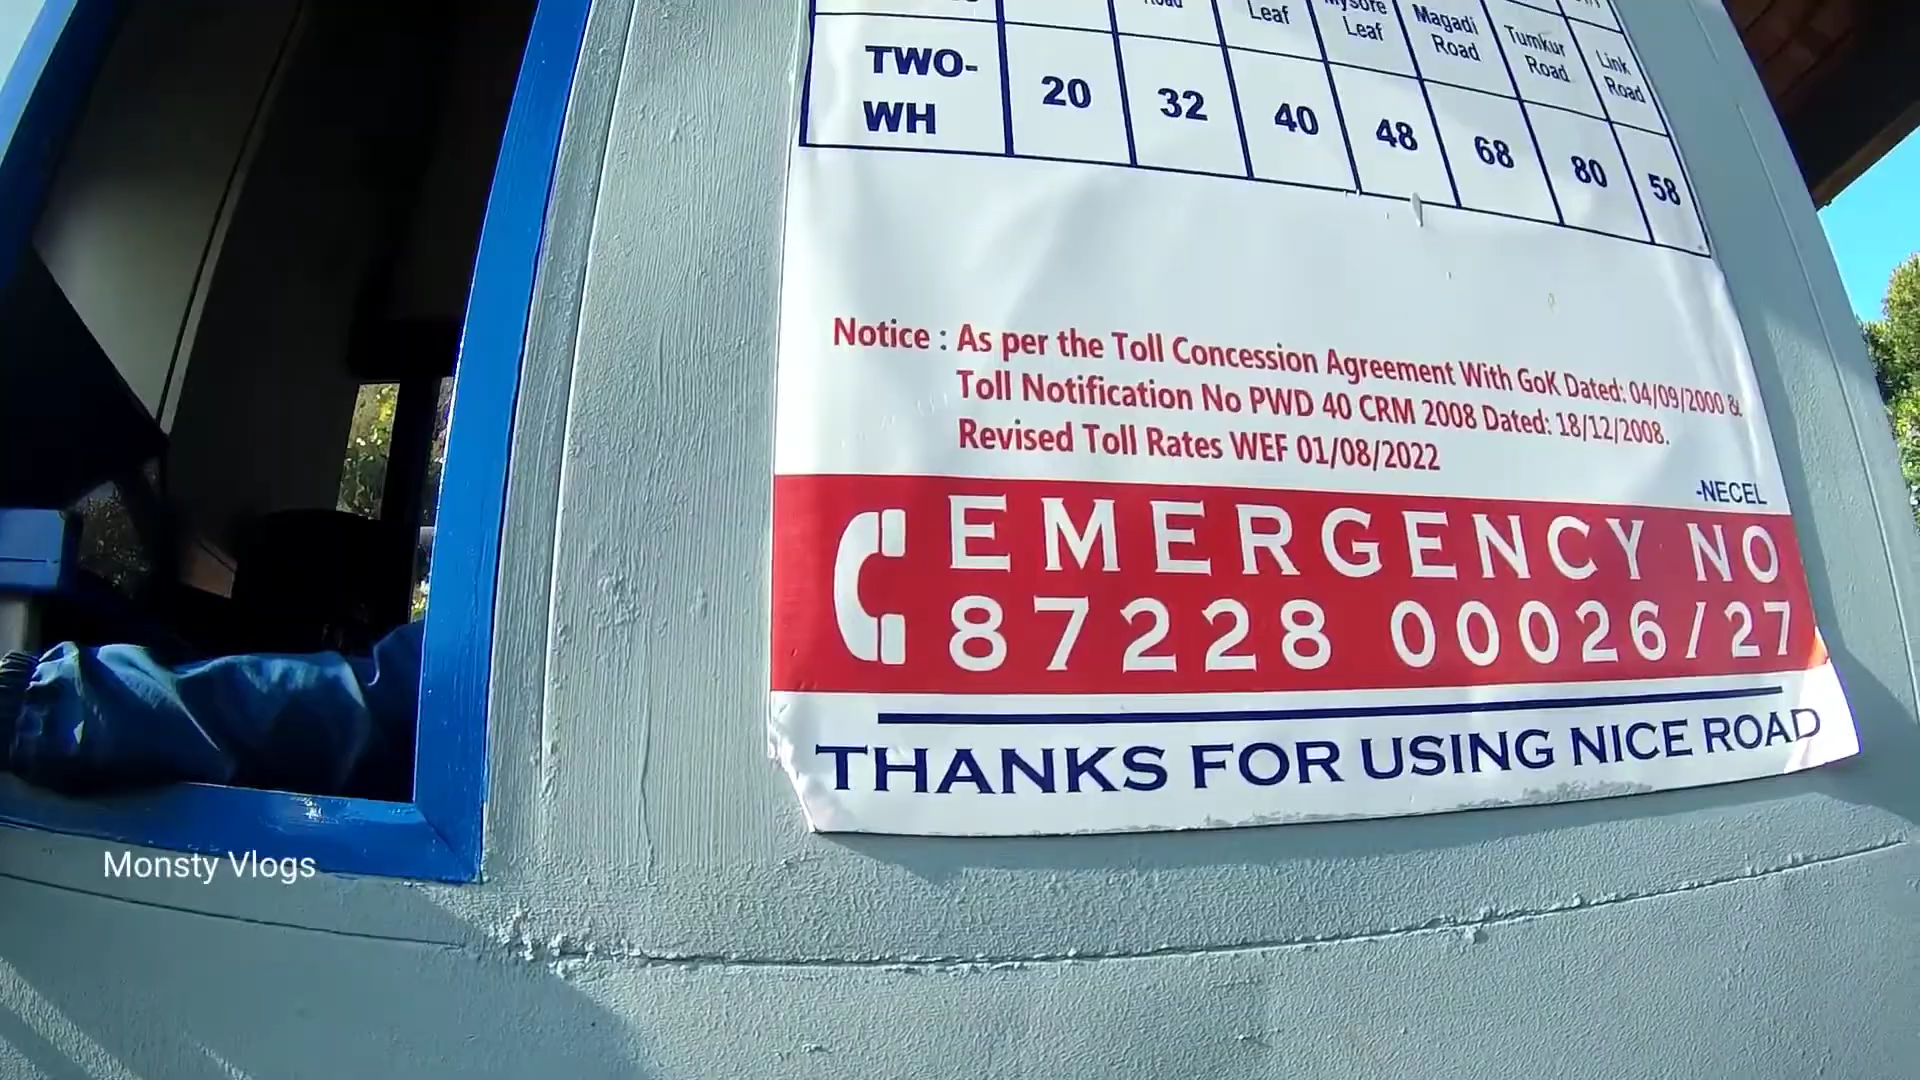 Road Leaf Mysore Leaf Magadi Road Tumkur Road Link Road
TWO-WH 20 32 40 48 68 80 58
Notice : As per the Toll Concession Agreement With GoK Dated: 04/09/2000 &
Toll Notification No PWD 40 CRM 2008 Dated: 18/12/2008.
Revised Toll Rates WEF 01/08/2022
-NECEL
EMERGENCY NO
87228 00026/27
THANKS FOR USING NICE ROAD
Monsty Vlogs